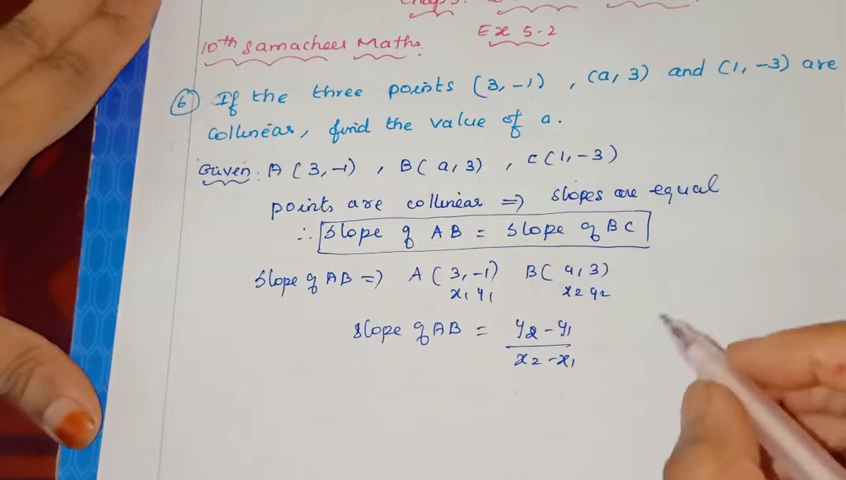 10th Samacheer Maths.
Ex 5.2
6 If the three points (3, -1) , (a, 3) and (1, -3) are
collinear, find the value of a.
Given: A (3, -1) , B( a, 3) , C (1, -3)
points are collinear => slopes are equal
∴ Slope of AB = Slope of BC
Slope of AB => A ( 3, -1) B( a, 3)
x1 y1 x2 y2
Slope of AB = y2 - y1
x2 - x1